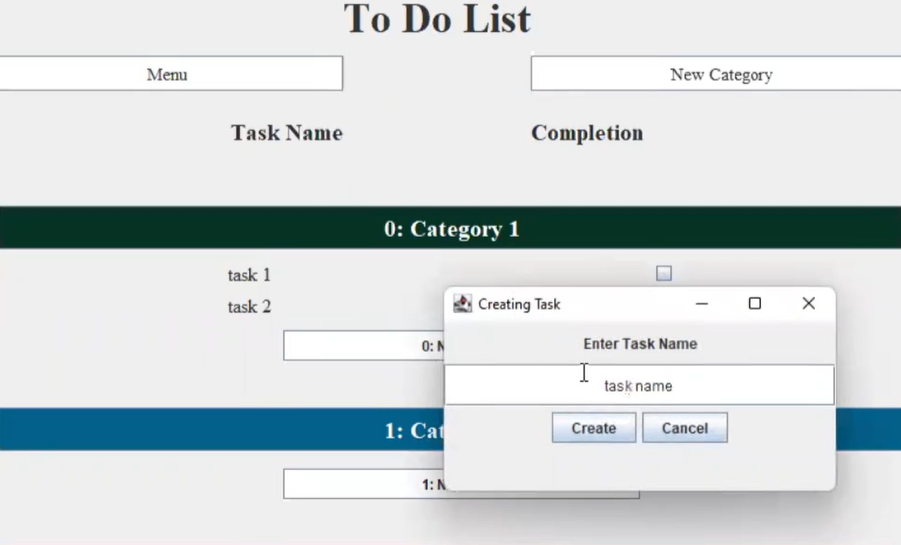 To Do List
Menu
New Category
Task Name
Completion
0: Category 1
task 1
task 2
0:
Creating Task
Enter Task Name
task name
Create
Cancel
1:
1: